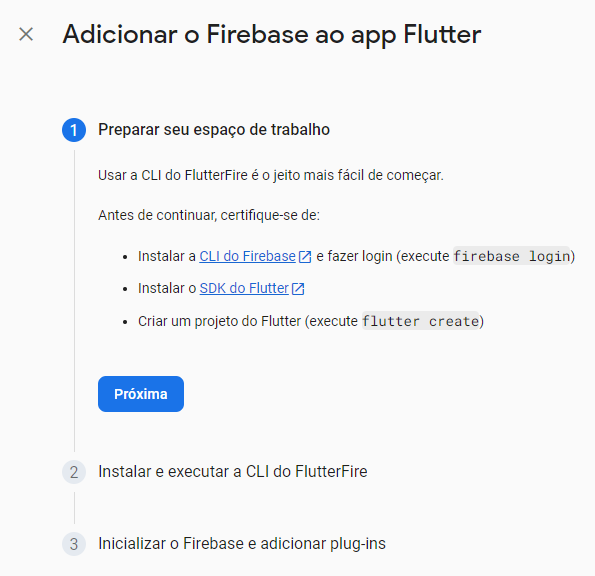 Adicionar o Firebase ao app Flutter
1 Preparar seu espaço de trabalho
Usar a CLI do FlutterFire é o jeito mais fácil de começar.
Antes de continuar, certifique-se de:
• Instalar a CLI do Firebase e fazer login (execute firebase login)
• Instalar o SDK do Flutter
• Criar um projeto do Flutter (execute flutter create)
Próxima
2 Instalar e executar a CLI do FlutterFire
3 Inicializar o Firebase e adicionar plug-ins